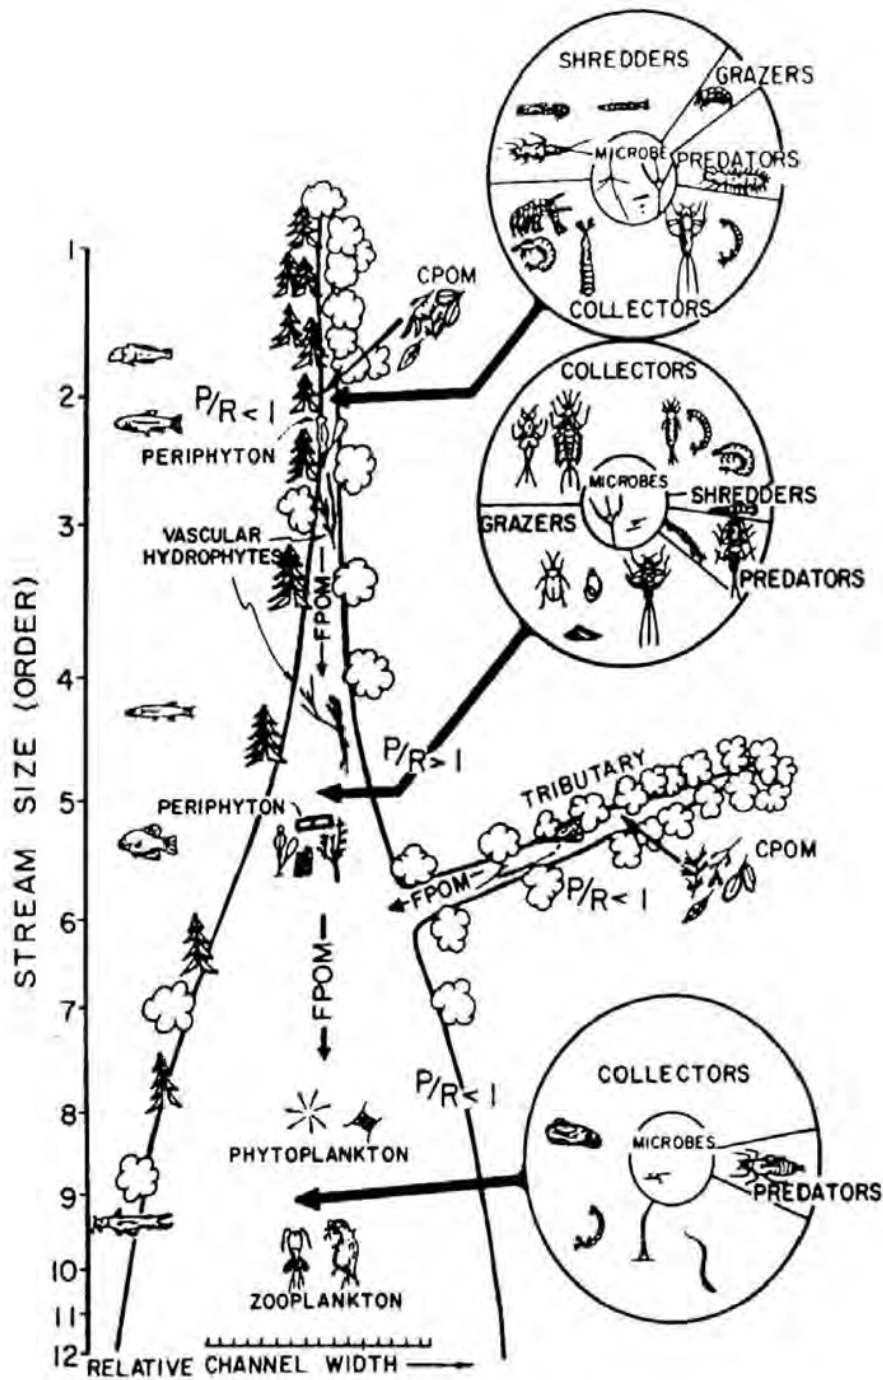 SHREDDERS
GRAZERS
MICROBE
PREDATORS
COLLECTORS
1
CPOM
2
P/R < 1
PERIPHYTON
COLLECTORS
MICROBES
SHREDDERS
GRAZERS
PREDATORS
3
VASCULAR
HYDROPHYTES
FPOM
STREAM SIZE (ORDER)
4
P/R > 1
TRIBUTARY
5
PERIPHYTON
CPOM
FPOM
P/R < 1
6
FPOM
7
P/R < 1
COLLECTORS
8
MICROBES
PHYTOPLANKTON
PREDATORS
9
10
ZOOPLANKTON
11
12
RELATIVE CHANNEL WIDTH